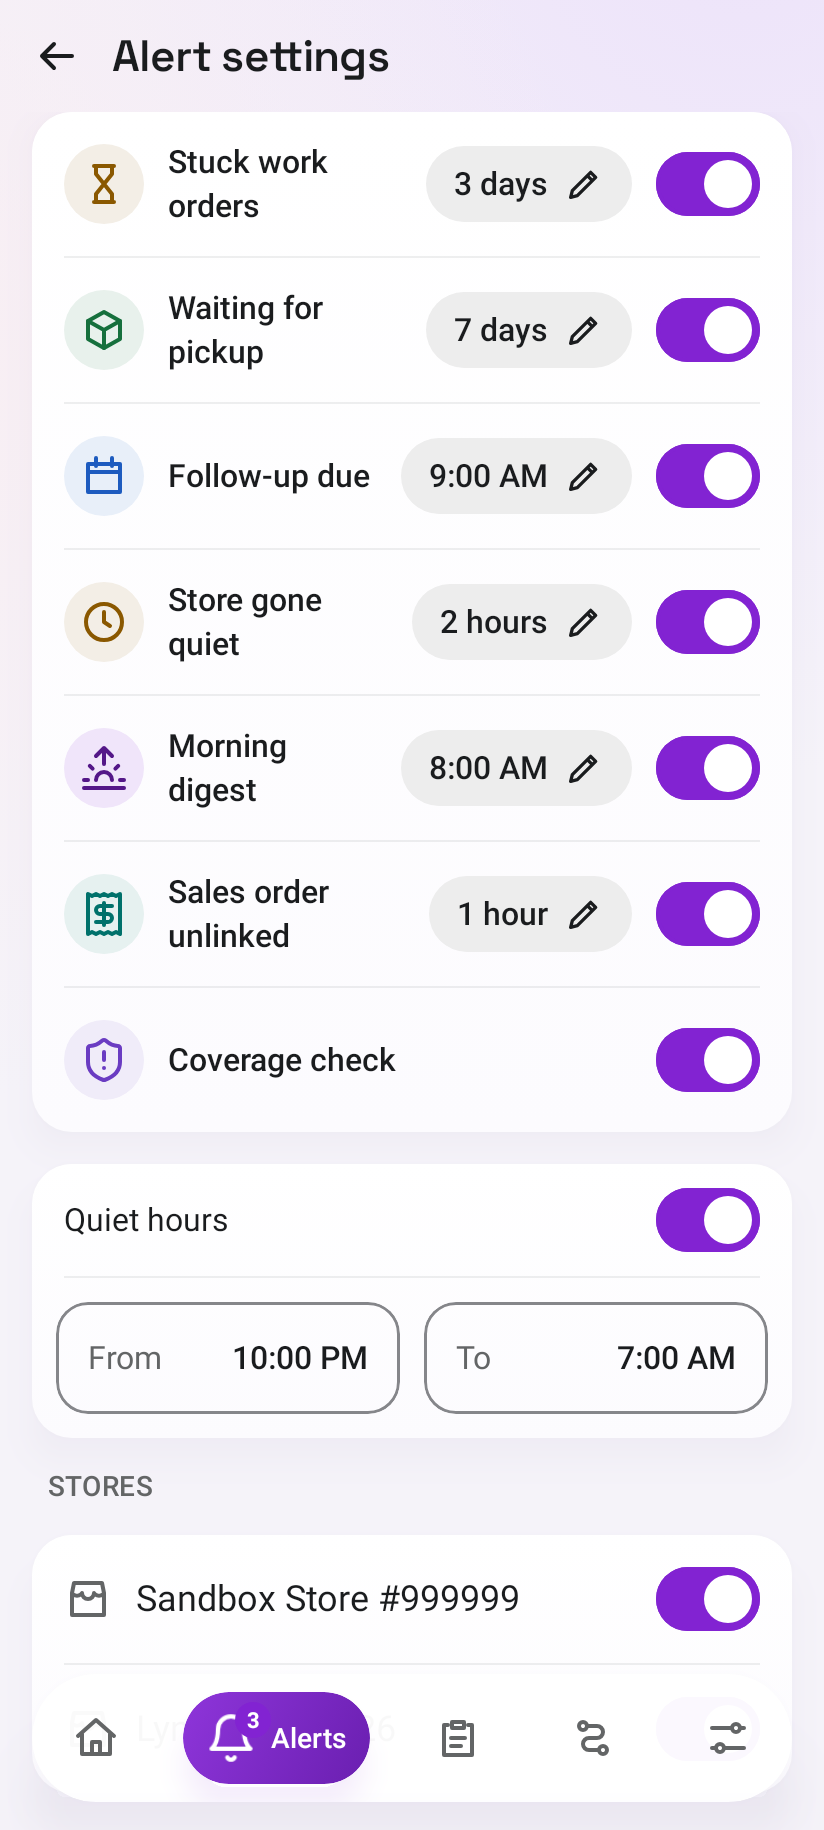 Alert settings
Stuck work
orders
3 days
Waiting for
pickup
7 days
Follow-up due
9:00 AM
Store gone
quiet
2 hours
Morning
digest
8:00 AM
Sales order
unlinked
1 hour
Coverage check
Quiet hours
From 10:00 PM
To 7:00 AM
STORES
Sandbox Store #999999
3
Alerts